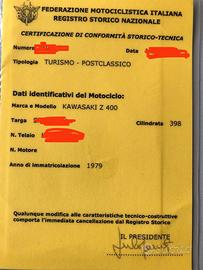 FEDERAZIONE MOTOCICLISTICA ITALIANA
REGISTRO STORICO NAZIONALE
CERTIFICAZIONE DI CONFORMITÀ STORICO-TECNICA
Numero
Data
Tipologia TURISMO - POSTCLASSICO
Dati identificativi del Motociclo:
Marca e Modello KAWASAKI Z 400
Targa
Cilindrata 398
N. Telaio
N. Motore
Anno di immatricolazione 1979
Qualunque modifica alle caratteristiche tecnico-costruttive
comporta l'immediata cancellazione dal Registro Storico
IL PRESIDENTE